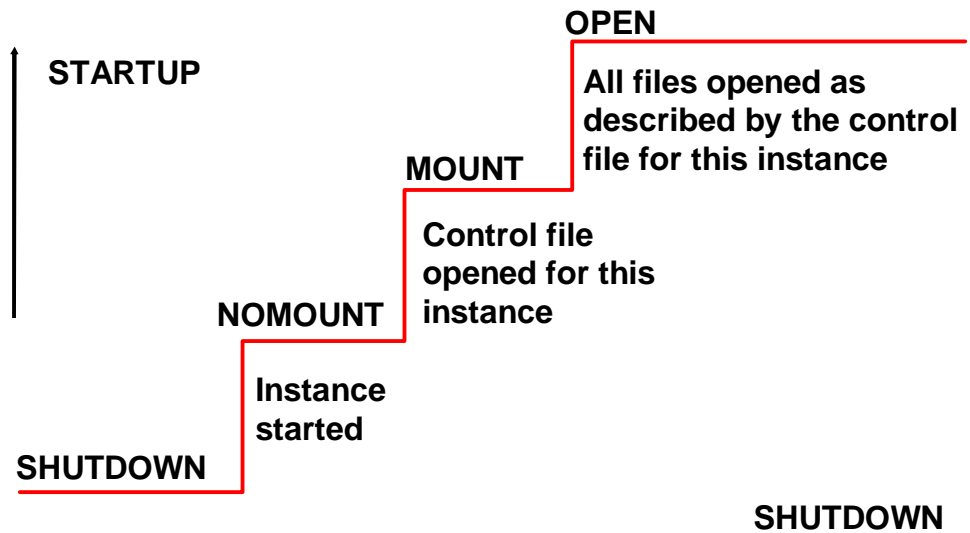 OPEN
STARTUP
All files opened as
described by the control
file for this instance
MOUNT
Control file
opened for this
instance
NOMOUNT
Instance
started
SHUTDOWN
SHUTDOWN